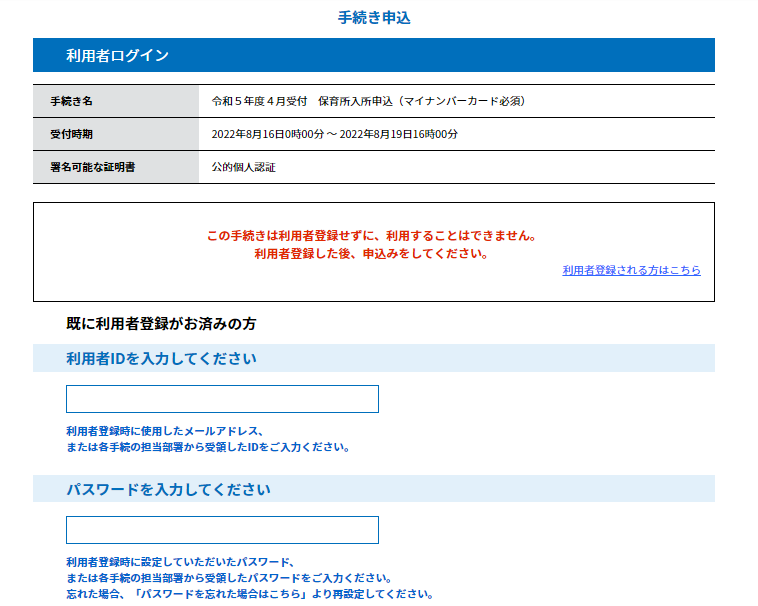 手続き申込
利用者ログイン
手続き名 令和５年度４月受付　保育所入所申込（マイナンバーカード必須）
受付時期 2022年8月16日0時00分 ～ 2022年8月19日16時00分
署名可能な証明書 公的個人認証
この手続きは利用者登録せずに、利用することはできません。
利用者登録した後、申込みをしてください。
利用者登録される方はこちら
既に利用者登録がお済みの方
利用者IDを入力してください
利用者登録時に使用したメールアドレス、
または各手続の担当部署から受領したIDをご入力ください。
パスワードを入力してください
利用者登録時に設定していただいたパスワード、
または各手続の担当部署から受領したパスワードをご入力ください。
忘れた場合、「パスワードを忘れた場合はこちら」より再設定してください。